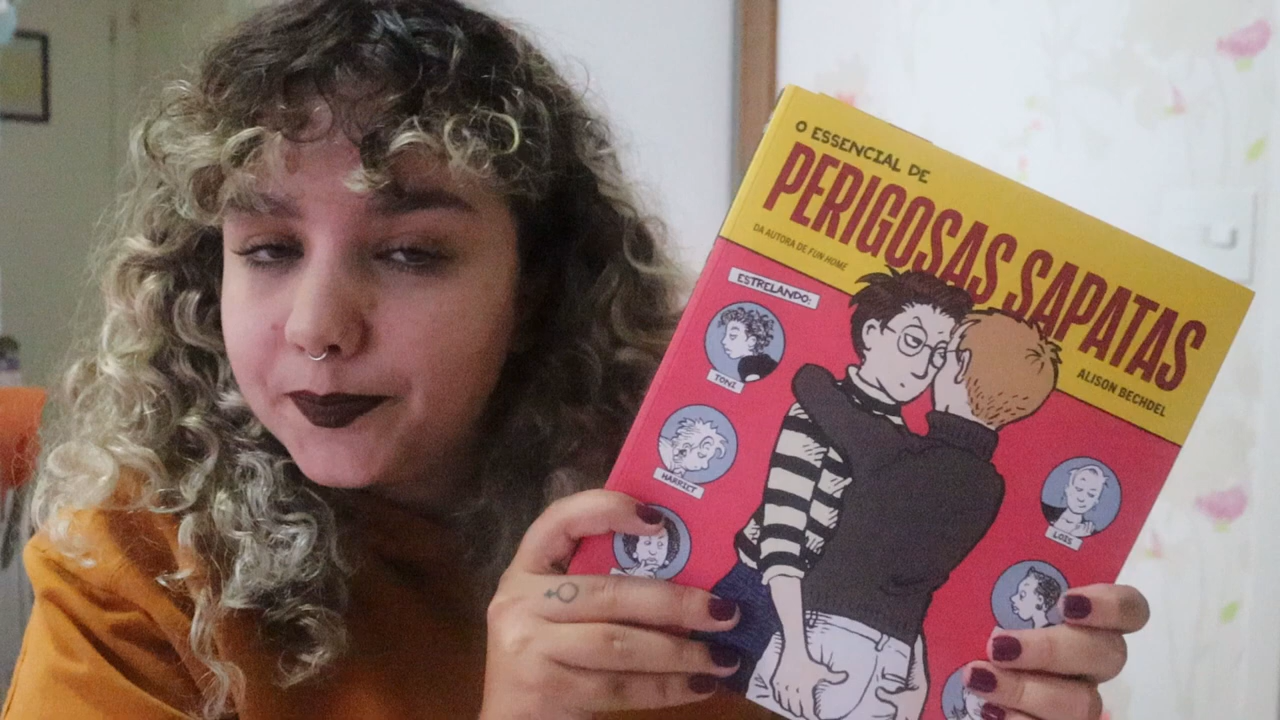 O ESSENCIAL DE
PERIGOSAS SAPATAS
DA AUTORA DE FUN HOME
ALISON BECHDEL
ESTRELANDO:
TONI
HARRIET
LOIS